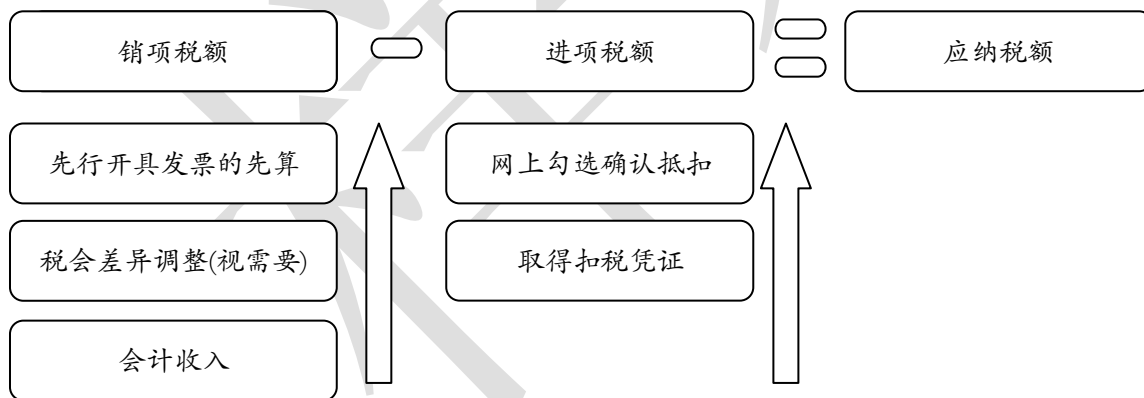 销项税额
进项税额
应纳税额
先行开具发票的先算
网上勾选确认抵扣
税会差异调整(视需要)
取得扣税凭证
会计收入